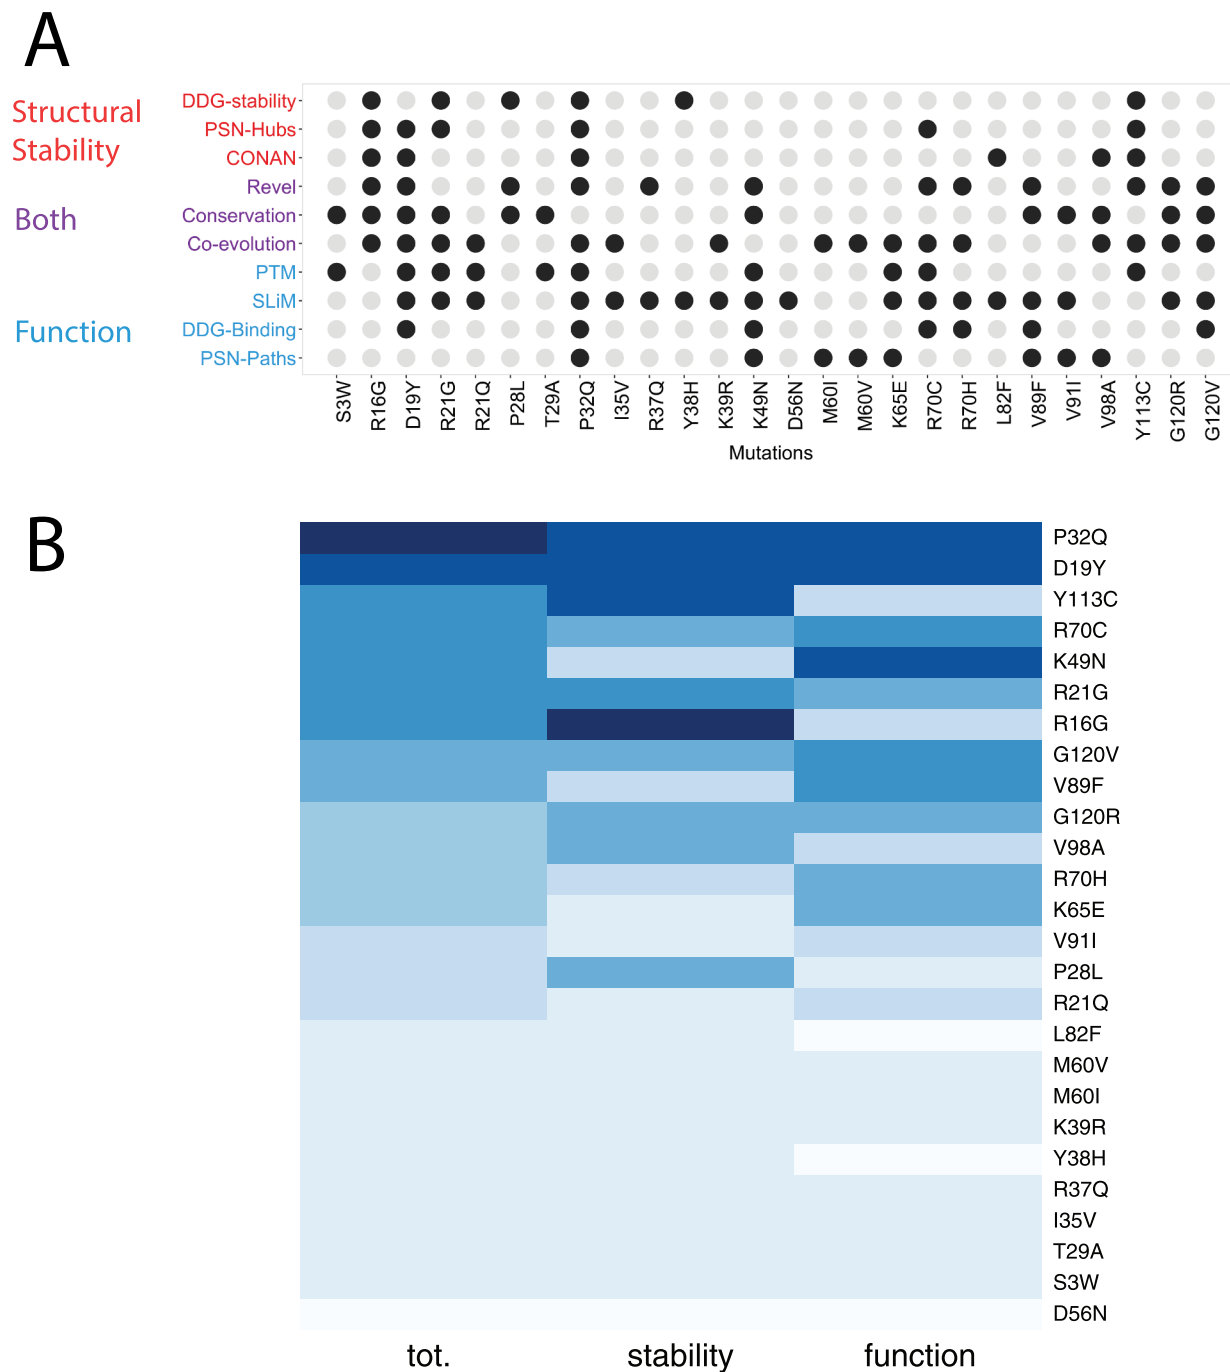 A
Structural
Stability
Both
Function
DDG-stability
PSN-Hubs
CONAN
Revel
Conservation
Co-evolution
PTM
SLiM
DDG-Binding
PSN-Paths
S3W
R16G
D19Y
R21G
R21Q
P28L
T29A
P32Q
I35V
R37Q
Y38H
K39R
K49N
D56N
M60I
M60V
K65E
R70C
R70H
L82F
V89F
V91I
V98A
Y113C
G120R
G120V
Mutations
B
P32Q
D19Y
Y113C
R70C
K49N
R21G
R16G
G120V
V89F
G120R
V98A
R70H
K65E
V91I
P28L
R21Q
L82F
M60V
M60I
K39R
Y38H
R37Q
I35V
T29A
S3W
D56N
tot.
stability
function